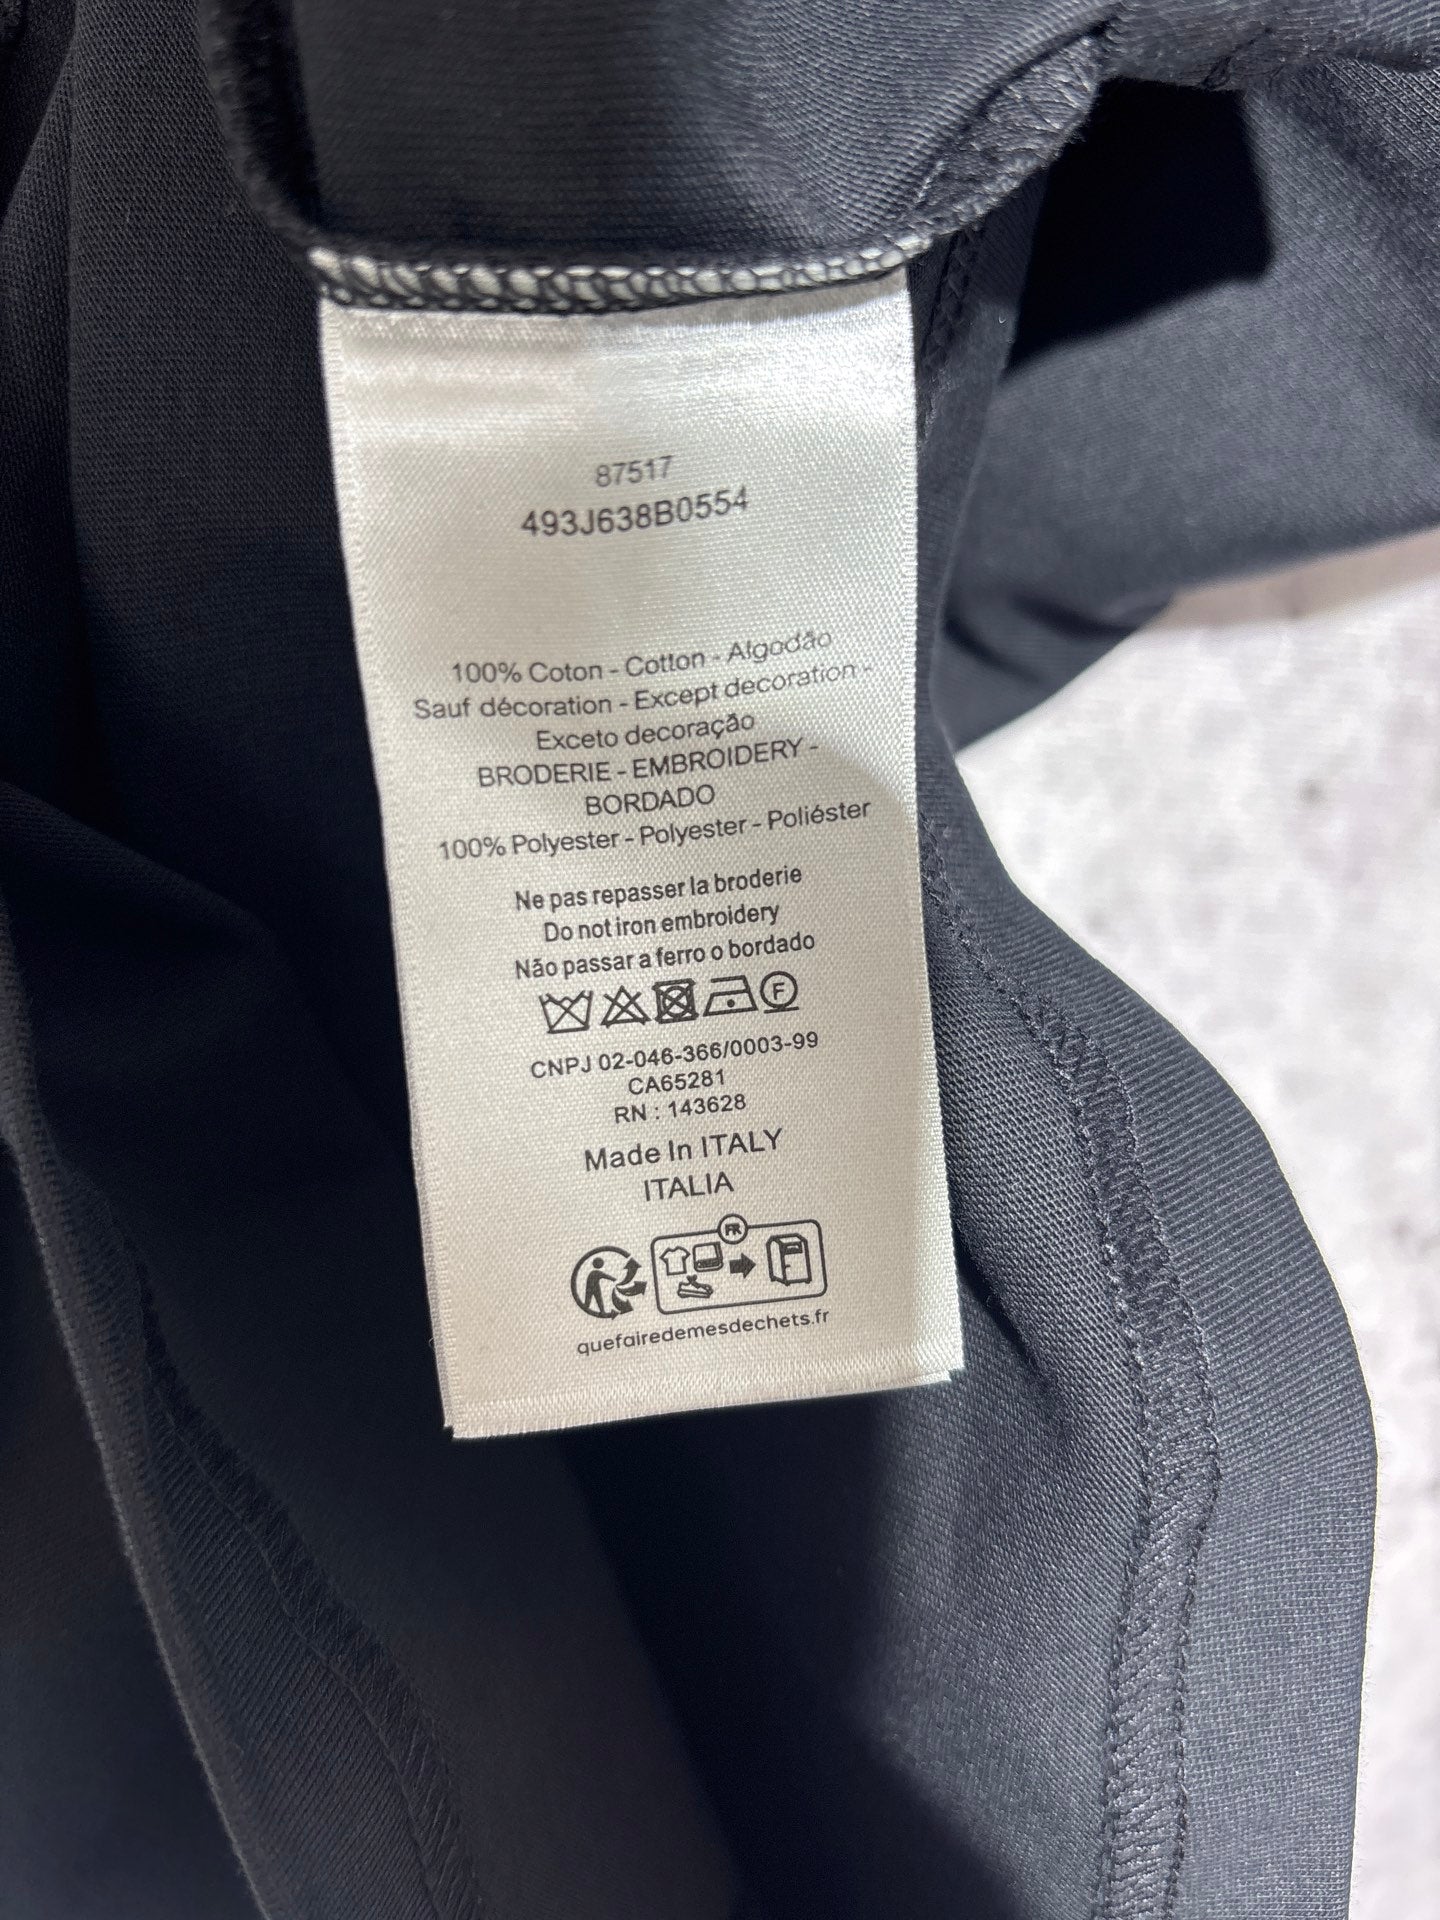 87517
493J638B0554
100% Coton - Cotton - Algodão
Sauf décoration - Except decoration -
Exceto decoração
BRODERIE - EMBROIDERY -
BORDADO
100% Polyester - Polyester - Poliéster
Ne pas repasser la broderie
Do not iron embroidery
Não passar a ferro o bordado
F
CNPJ 02-046-366/0003-99
CA65281
RN : 143628
Made In ITALY
ITALIA
FR
quefairedemesdechets.fr